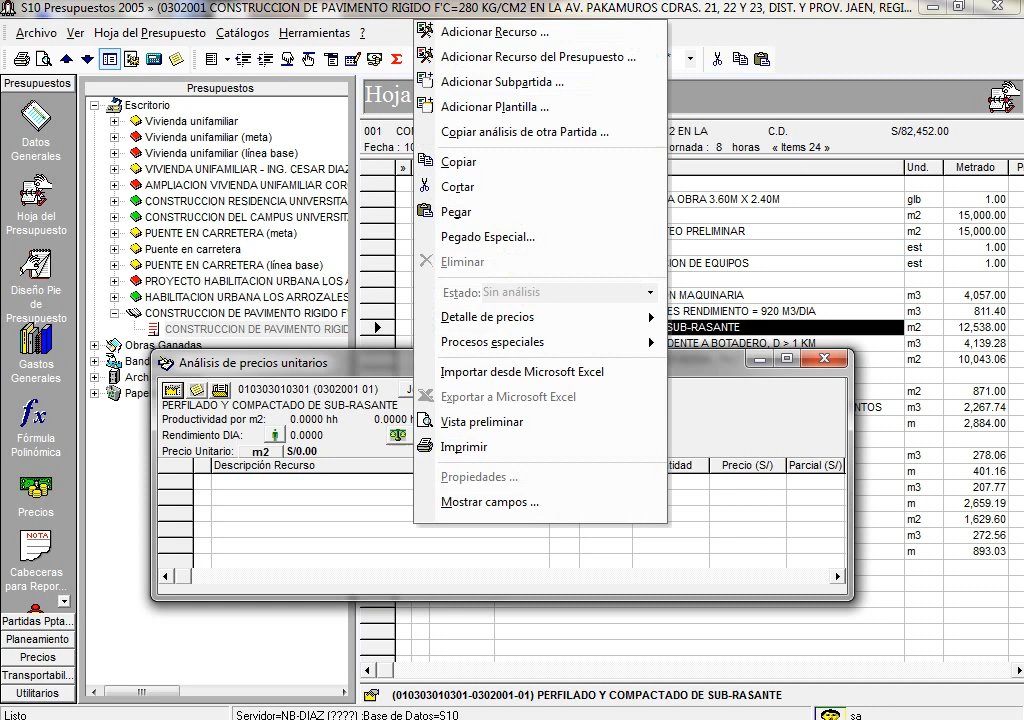 S10 Presupuestos 2005 » (0302001 CONSTRUCCION DE PAVIMENTO RIGIDO F'C=280 KG/CM2 EN LA AV. PAKAMUROS CDRAS. 21, 22 Y 23, DIST. Y PROV. JAEN, REGI...
Archivo Ver Hoja del Presupuesto Catálogos Herramientas ?
Presupuestos
Datos
Generales
Hoja del
Presupuesto
Diseño Pie
de
Presupuesto
Gastos
Generales
Fórmula
Polinómica
Precios
NOTA
Cabeceras
para Repor...
Partidas Ppta...
Planeamiento
Precios
Transportabil...
Utilitarios
Presupuestos
Escritorio
Vivienda unifamiliar
Vivienda unifamiliar (meta)
Vivienda unifamiliar (línea base)
VIVIENDA UNIFAMILIAR - ING. CESAR DIAZ
AMPLIACION VIVIENDA UNIFAMILIAR COR
CONSTRUCCION RESIDENCIA UNIVERSITA
CONSTRUCCION DEL CAMPUS UNIVERSIT
PUENTE EN CARRETERA (meta)
Puente en carretera
PUENTE EN CARRETERA (línea base)
PROYECTO HABILITACION URBANA LOS A
HABILITACION URBANA LOS ARROZALES
CONSTRUCCION DE PAVIMENTO RIGIDO F
CONSTRUCCION DE PAVIMENTO RIGID
Obras Ganadas
Band
Arch
Pape
Adicionar Recurso ...
Adicionar Recurso del Presupuesto ...
Adicionar Subpartida ...
Adicionar Plantilla ...
Copiar análisis de otra Partida ...
Copiar
Cortar
Pegar
Pegado Especial...
Eliminar
Estado: Sin análisis
Detalle de precios
Procesos especiales
Importar desde Microsoft Excel
Exportar a Microsoft Excel
Vista preliminar
Imprimir
Propiedades ...
Mostrar campos ...
Hoja
001 CON 2 EN LA C.D. S/82,452.00
Fecha : 10 ornada : 8 horas « Items 24 »
» Und. Metrado P
A OBRA 3.60M X 2.40M glb 1.00
m2 15,000.00
EO PRELIMINAR m2 15,000.00
est 1.00
ION DE EQUIPOS est 1.00
N MAQUINARIA m3 4,057.00
ES RENDIMIENTO = 920 M3/DIA m3 811.40
SUB-RASANTE m2 12,538.00
DENTE A BOTADERO, D > 1 KM m3 4,139.28
m2 10,043.06
m2 871.00
NTOS m3 2,267.74
m 2,884.00
m3 278.06
m 401.16
m3 207.77
m 2,659.19
m2 1,629.60
m3 272.56
m 893.03
Análisis de precios unitarios
010303010301 (0302001 01) J
PERFILADO Y COMPACTADO DE SUB-RASANTE
Productividad por m2: 0.0000 hh 0.0000 h
Rendimiento DIA: 0.0000
Precio Unitario: m2 S/0.00
Descripción Recurso tidad Precio (S/) Parcial (S/)
(010303010301-0302001-01) PERFILADO Y COMPACTADO DE SUB-RASANTE
Listo Servidor=NB-DIAZ (????) ;Base de Datos=S10 sa